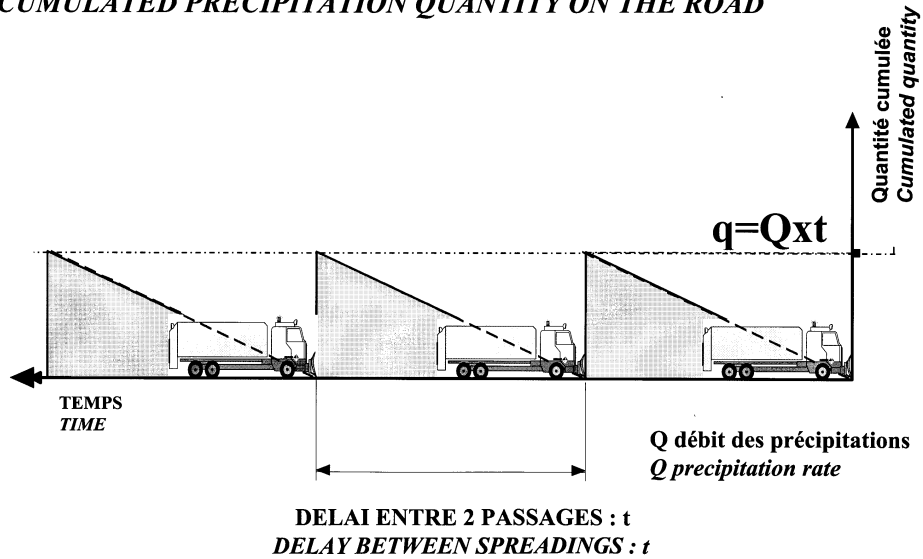 CUMULATED PRECIPITATION QUANTITY ON THE ROAD
Quantité cumulée
Cumulated quantity
q=Qxt
TEMPS
TIME
Q débit des précipitations
Q precipitation rate
DELAI ENTRE 2 PASSAGES : t
DELAY BETWEEN SPREADINGS : t